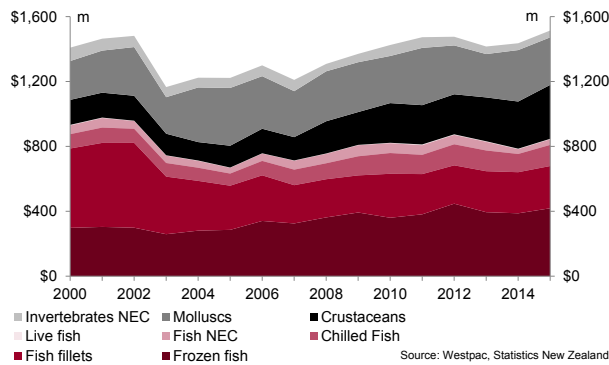 $1,600 m m $1,600
$1,200 $1,200
$800 $800
$400 $400
$0 $0
2000 2002 2004 2006 2008 2010 2012 2014
Invertebrates NEC Molluscs Crustaceans
Live fish Fish NEC Chilled Fish
Fish fillets Frozen fish Source: Westpac, Statistics New Zealand